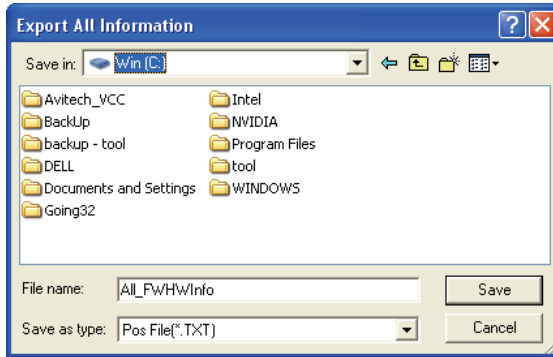 Export All Information
Save in: Win (C:)
Avitech_VCC
BackUp
backup - tool
DELL
Documents and Settings
Going32
Intel
NVIDIA
Program Files
tool
WINDOWS
File name: All_FWHWInfo Save
Save as type: Pos File(*.TXT) Cancel